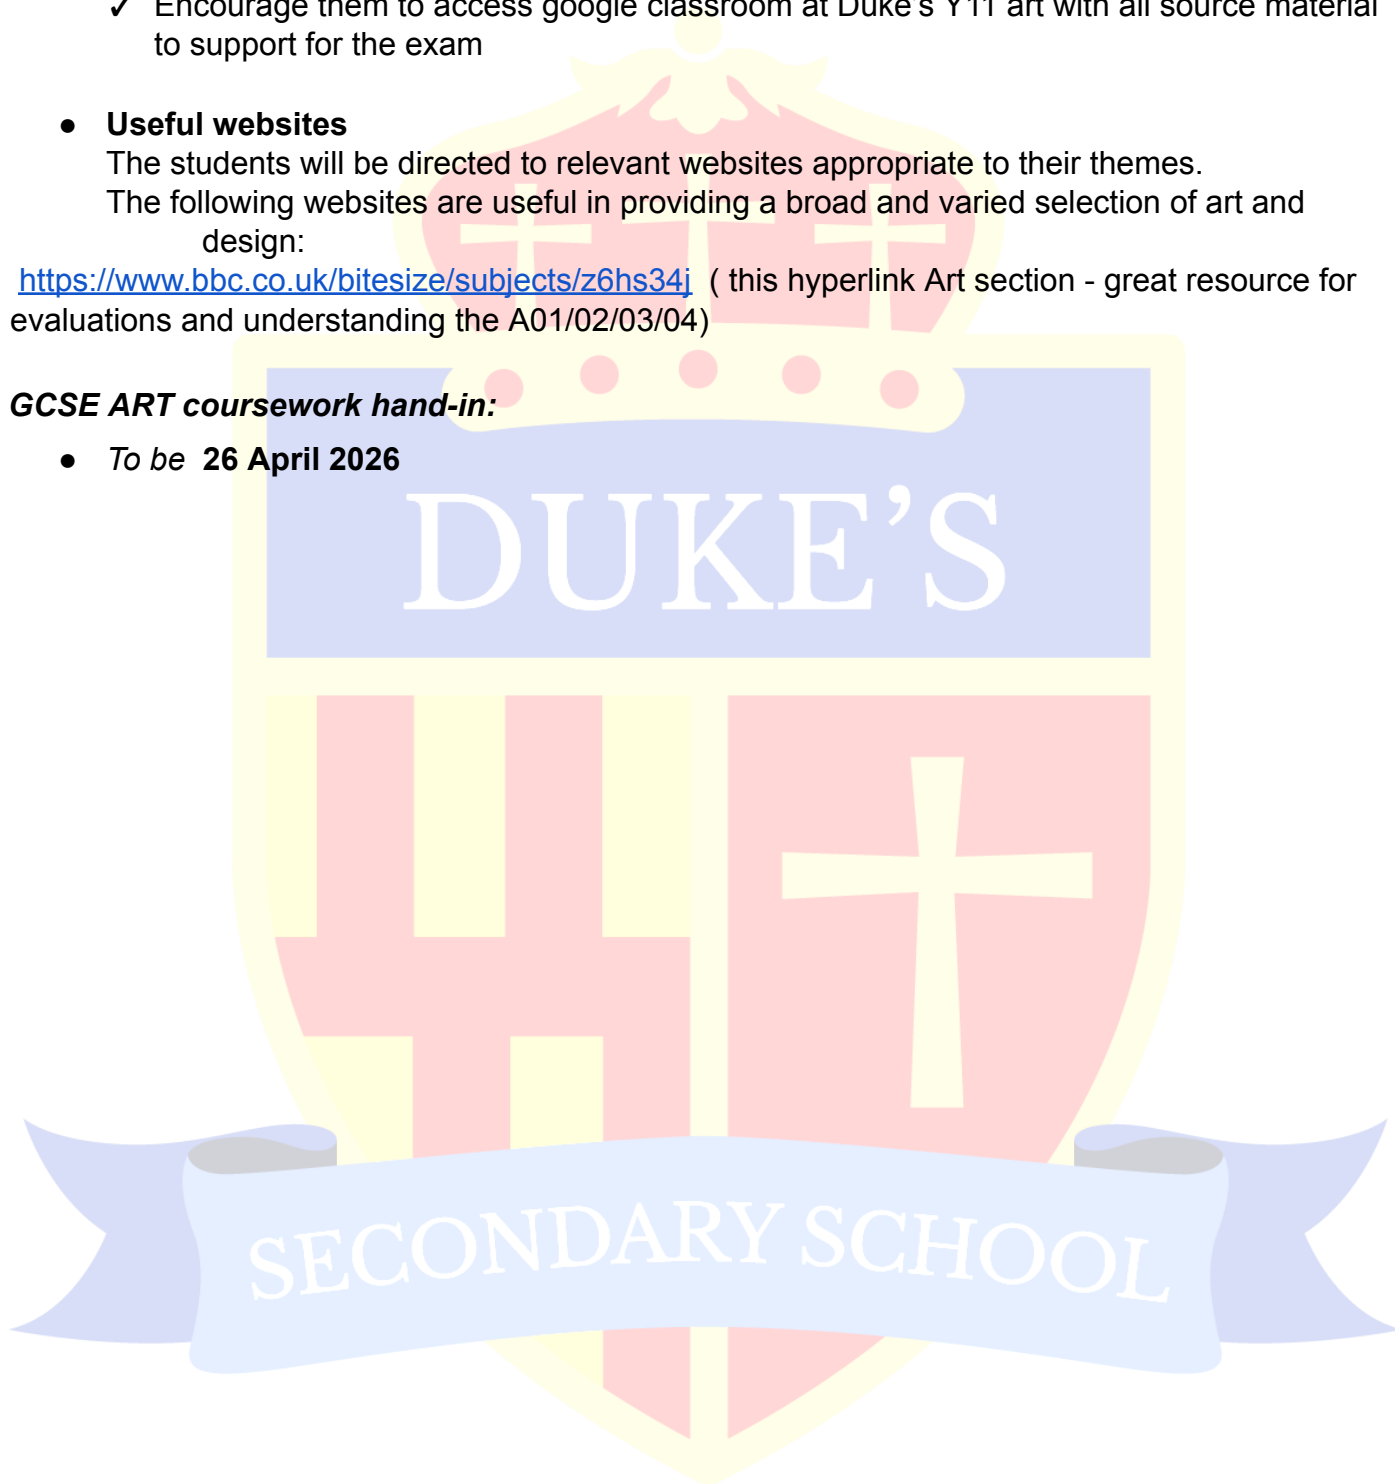 ✓ Encourage them to access google classroom at Duke's Y11 art with all source material
to support for the exam
● Useful websites
The students will be directed to relevant websites appropriate to their themes.
The following websites are useful in providing a broad and varied selection of art and
design:
https://www.bbc.co.uk/bitesize/subjects/z6hs34j ( this hyperlink Art section - great resource for
evaluations and understanding the A01/02/03/04)
GCSE ART coursework hand-in:
● To be 26 April 2026
DUKE'S
SECONDARY SCHOOL